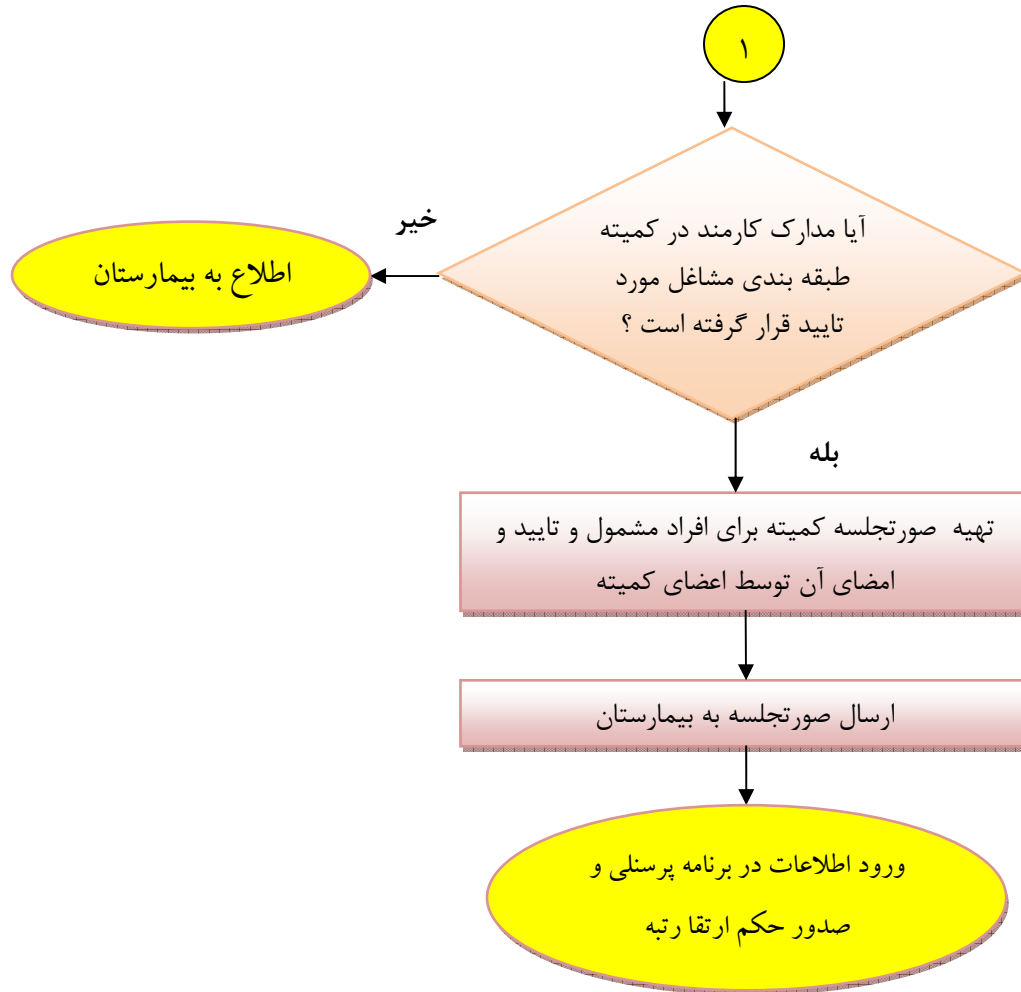 ۱
آیا مدارک کارمند در کمیته
طبقه بندی مشاغل مورد
تایید قرار گرفته است ؟
خیر
اطلاع به بیمارستان
بله
تهیه صورتجلسه کمیته برای افراد مشمول و تایید و
امضای آن توسط اعضای کمیته
ارسال صورتجلسه به بیمارستان
ورود اطلاعات در برنامه پرسنلی و
صدور حکم ارتقا رتبه